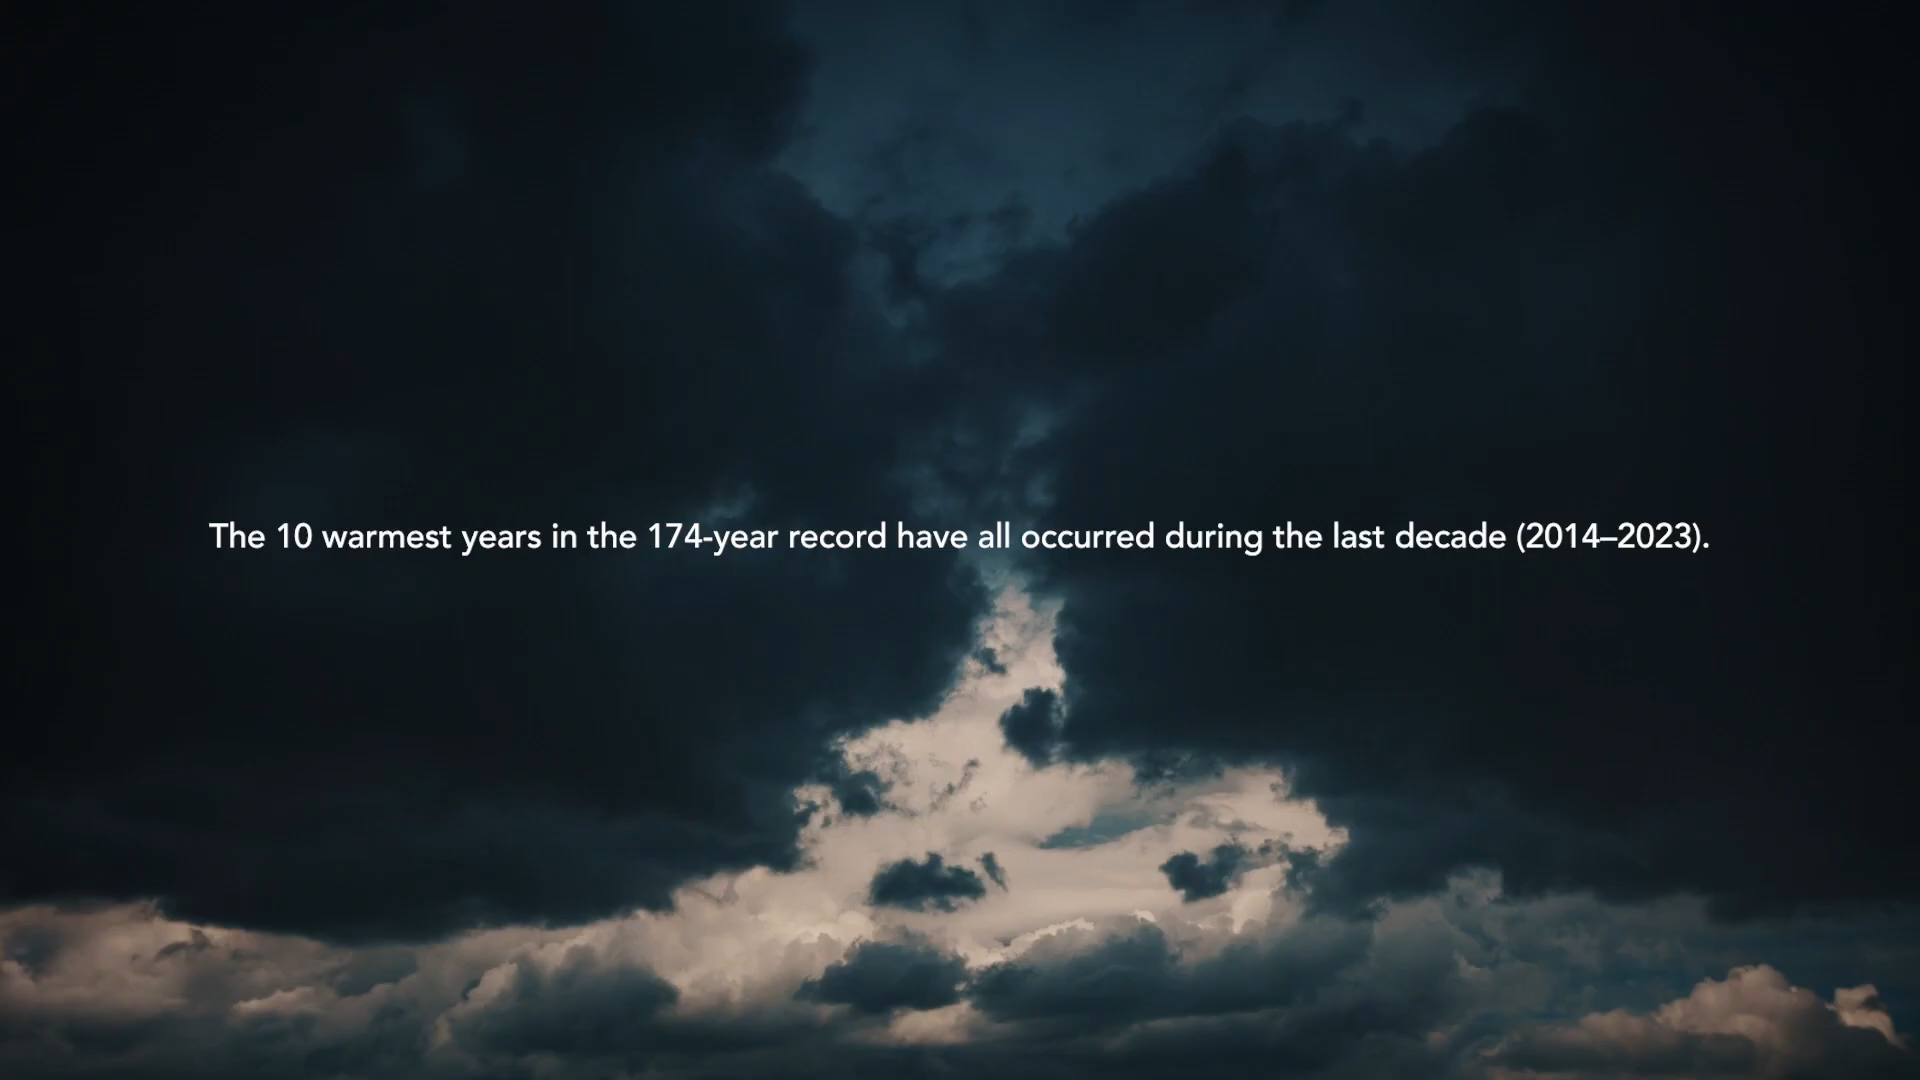 The 10 warmest years in the 174-year record have all occurred during the last decade (2014–2023).